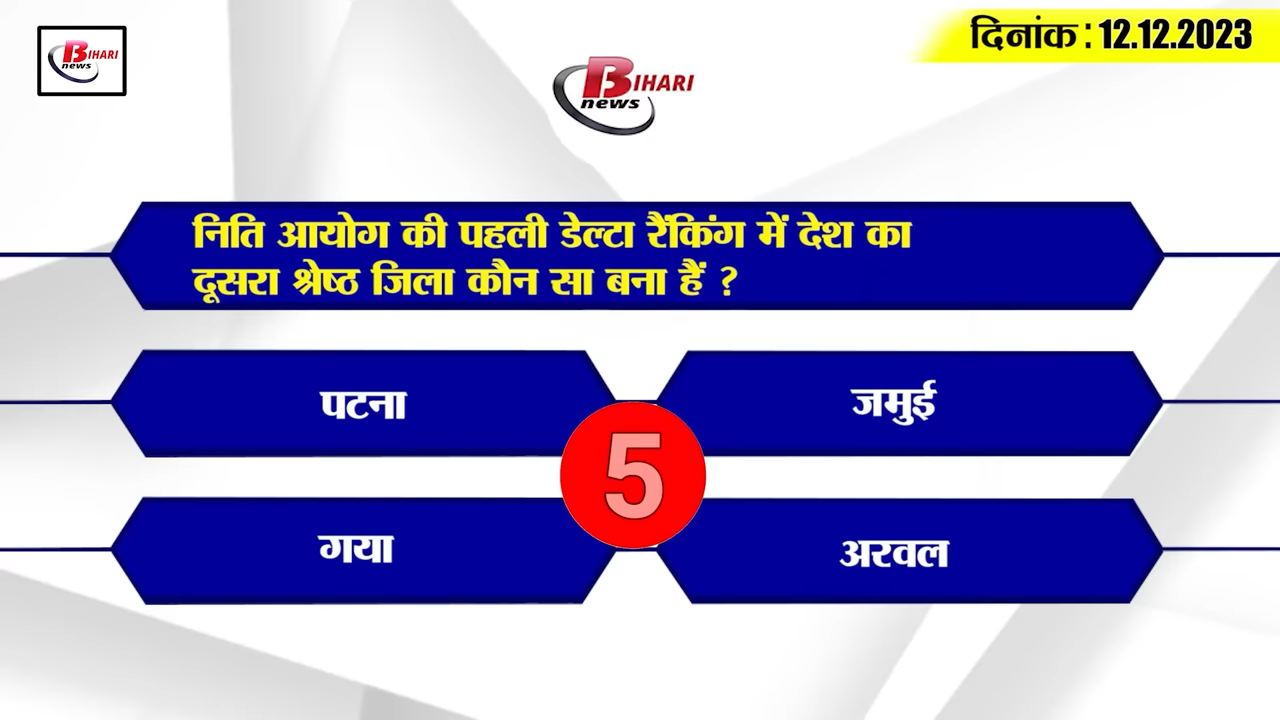 BIHARI
news
दिनांक : 12.12.2023
BIHARI
news
निति आयोग की पहली डेल्टा रैंकिंग में देश का
दूसरा श्रेष्ठ जिला कौन सा बना हैं ?
पटना
जमुई
5
गया
अरवल